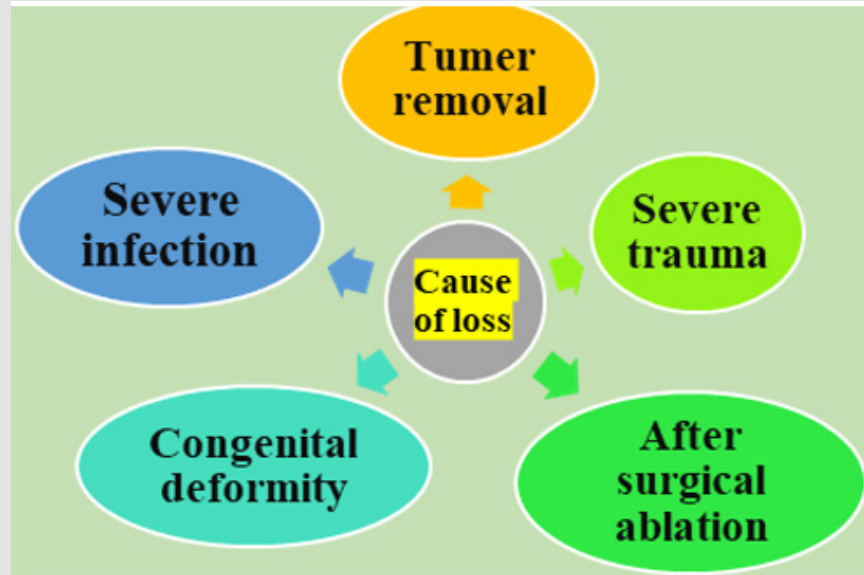 Tumer
removal
Severe
infection
Severe
trauma
Cause
of loss
Congenital
deformity
After
surgical
ablation